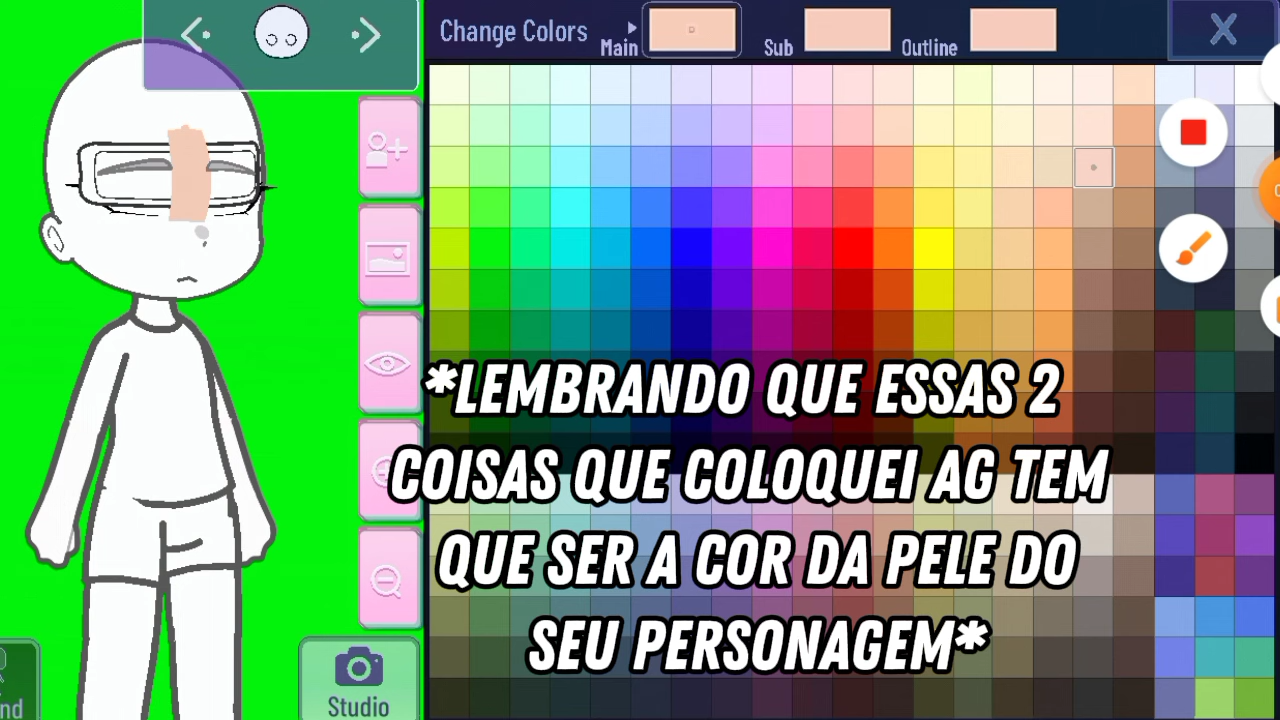 Change Colors
Main
Sub
Outline
*LEMBRANDO QUE ESSAS 2
COISAS QUE COLOQUEI AG TEM
QUE SER A COR DA PELE DO
SEU PERSONAGEM*
Studio
nd